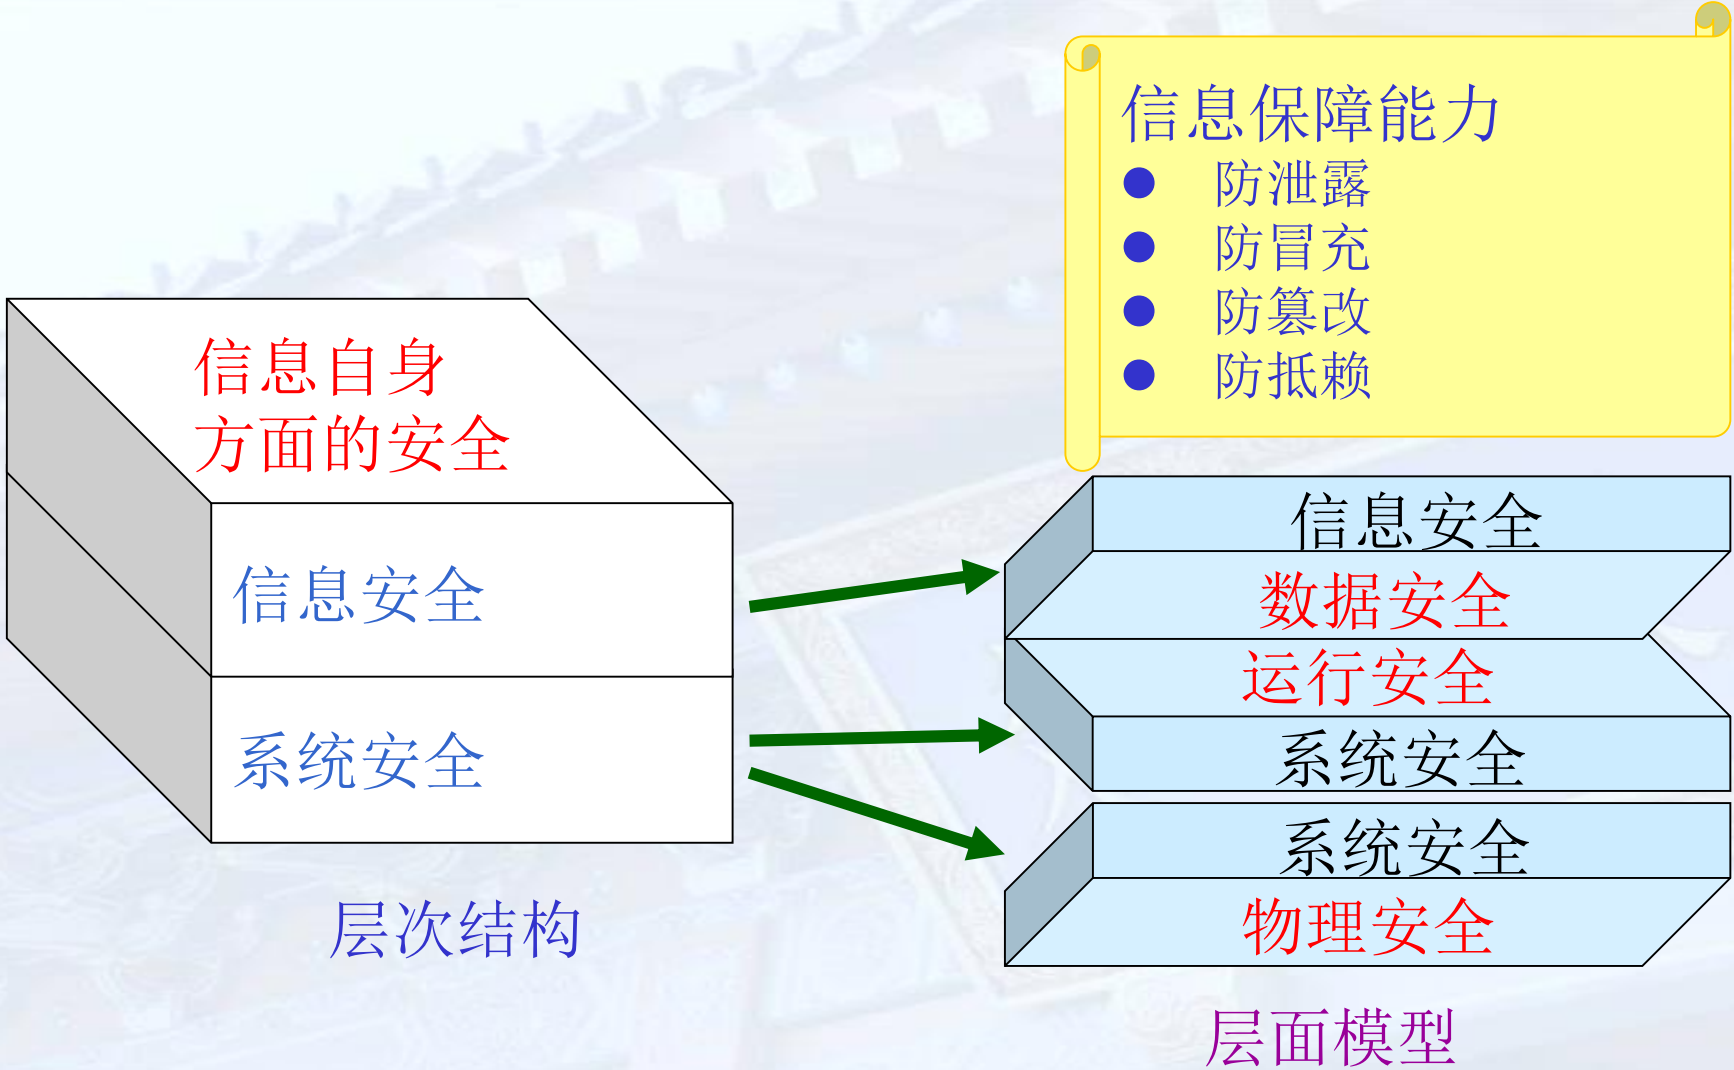 信息保障能力
● 防泄露
● 防冒充
● 防篡改
● 防抵赖
信息自身
方面的安全
信息安全
系统安全
层次结构
信息安全
数据安全
运行安全
系统安全
系统安全
物理安全
层面模型